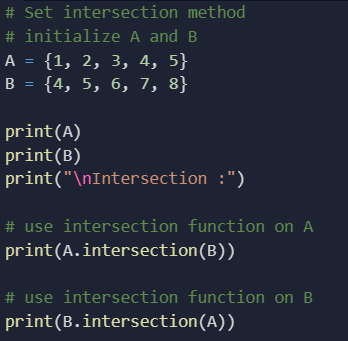 # Set intersection method
# initialize A and B
A = {1, 2, 3, 4, 5}
B = {4, 5, 6, 7, 8}
print(A)
print(B)
print("\nIntersection :")
# use intersection function on A
print(A.intersection(B))
# use intersection function on B
print(B.intersection(A))